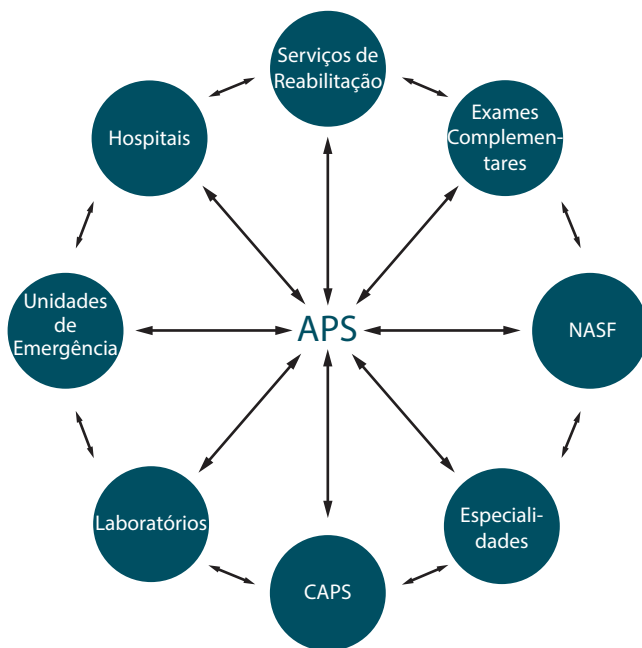 Serviços de
Reabilitação
Exames
Complemen-
tares
Hospitais
Unidades
de
Emergência
APS
NASF
Laboratórios
Especiali-
dades
CAPS